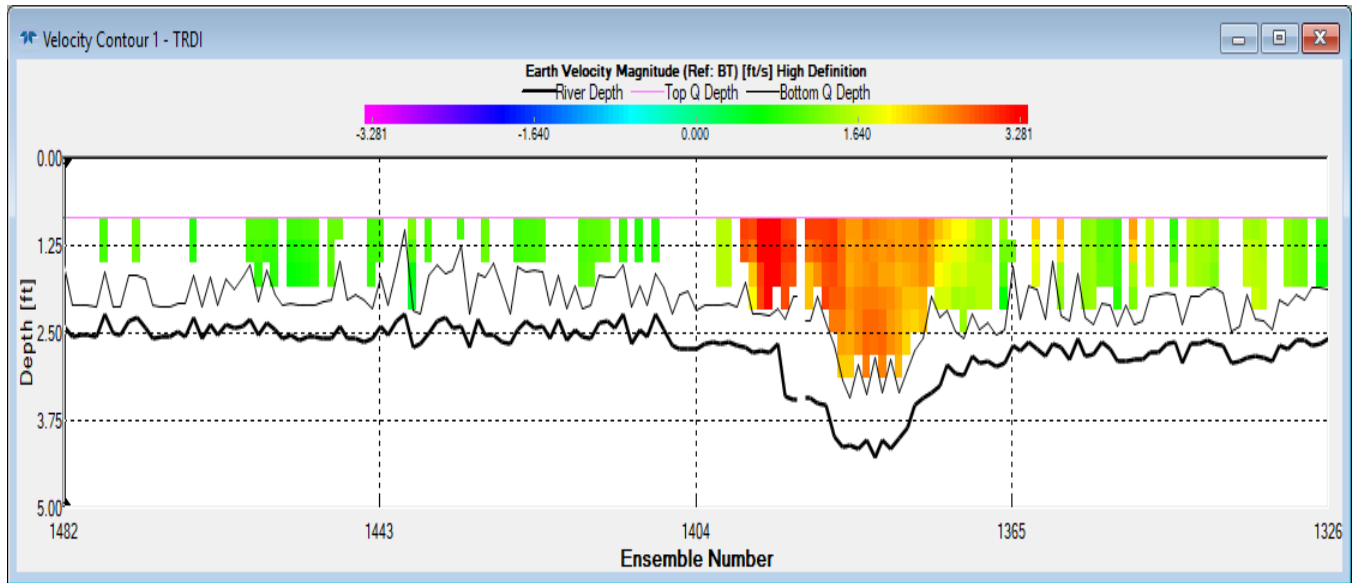 Velocity Contour 1 - TRDI
Earth Velocity Magnitude (Ref: BT) [ft/s] High Definition
River Depth Top Q Depth Bottom Q Depth
-3.281 -1.640 0.000 1.640 3.281
0.00
1.25
2.50
3.75
5.00
Depth [ft]
1482 1443 1404 1365 1326
Ensemble Number